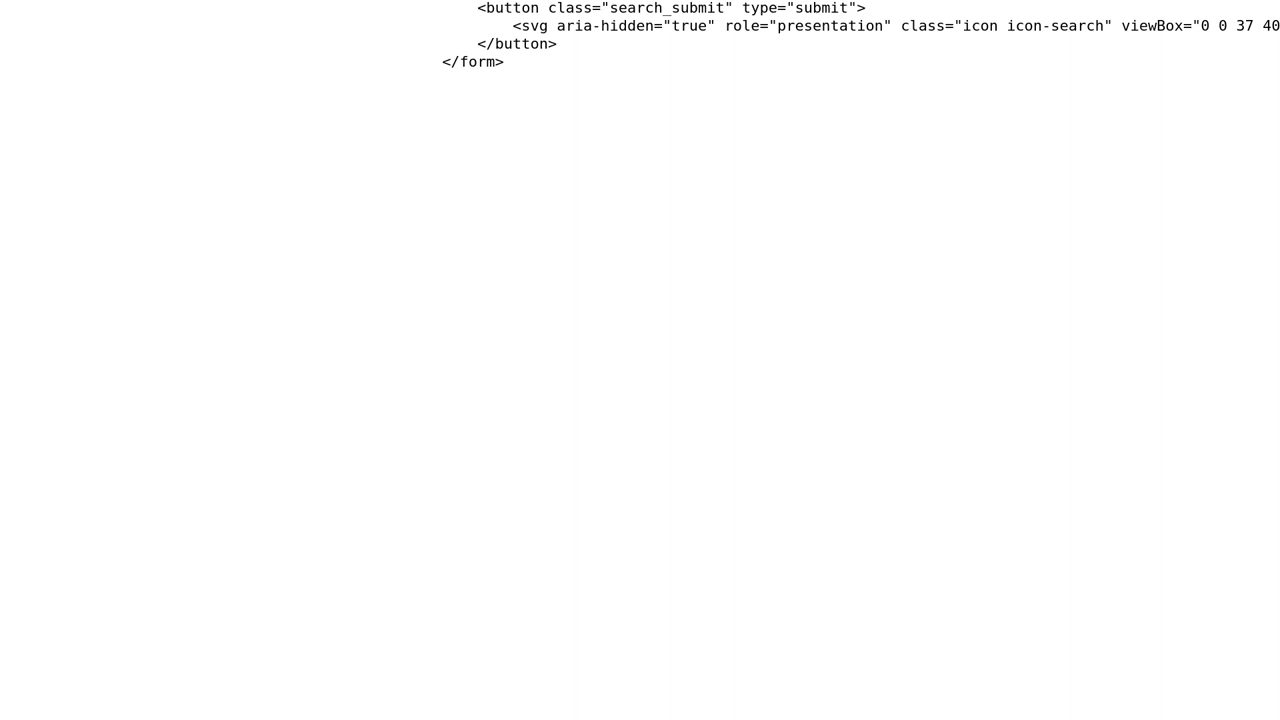 <button class="search_submit" type="submit">
<svg aria-hidden="true" role="presentation" class="icon icon-search" viewBox="0 0 37 40
</button>
</form>